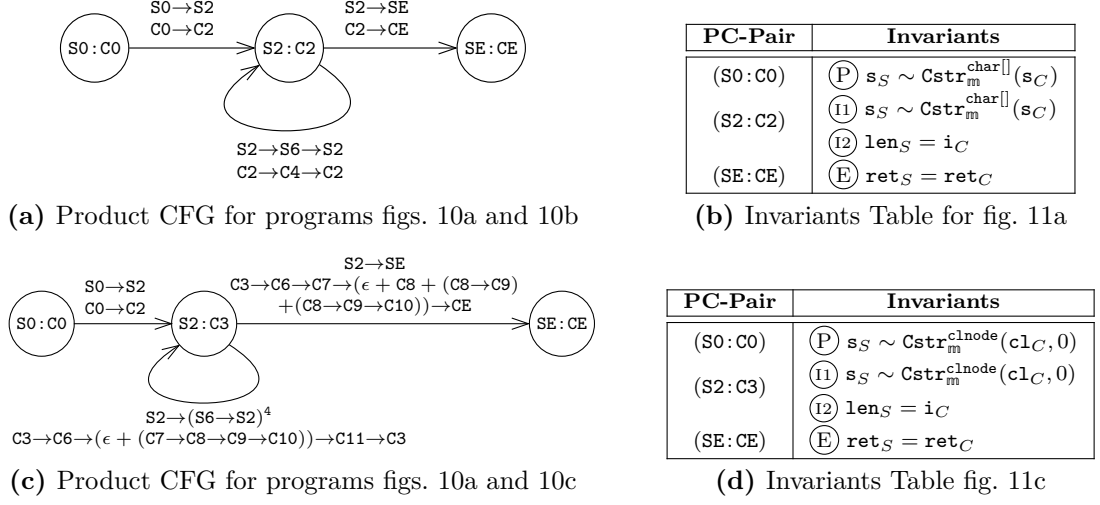 S0→S2
C0→C2
S2→SE
C2→CE
S0:C0
S2:C2
SE:CE
S2→S6→S2
C2→C4→C2
(a) Product CFG for programs figs. 10a and 10b
PC-Pair Invariants
(S0:C0) Ⓟ s_S ∼ Cstr_𝕞^{char[]}(s_C)
(S2:C2) (I1) s_S ∼ Cstr_𝕞^{char[]}(s_C)
(I2) len_S = i_C
(SE:CE) Ⓔ ret_S = ret_C
(b) Invariants Table for fig. 11a
S0→S2
C0→C2
S2→SE
C3→C6→C7→(ϵ + C8 + (C8→C9)
+(C8→C9→C10))→CE
S0:C0
S2:C3
SE:CE
S2→(S6→S2)^4
C3→C6→(ϵ + (C7→C8→C9→C10))→C11→C3
(c) Product CFG for programs figs. 10a and 10c
PC-Pair Invariants
(S0:C0) Ⓟ s_S ∼ Cstr_𝕞^{clnode}(cl_C, 0)
(S2:C3) (I1) s_S ∼ Cstr_𝕞^{clnode}(cl_C, 0)
(I2) len_S = i_C
(SE:CE) Ⓔ ret_S = ret_C
(d) Invariants Table fig. 11c